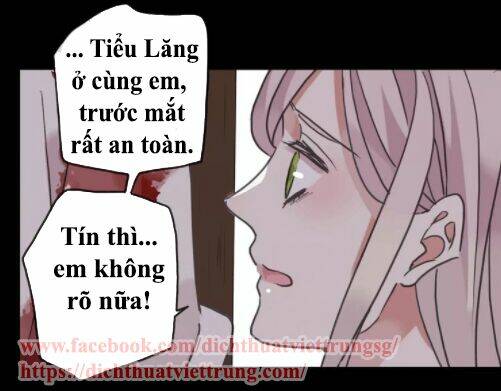 ... Tiểu Lăng
ở cùng em,
trước mắt
rất an toàn.
Tín thì...
em không
rõ nữa!
www.facebook.com/dichthuatviettrungsg/
https://dichthuatviettrung.com/